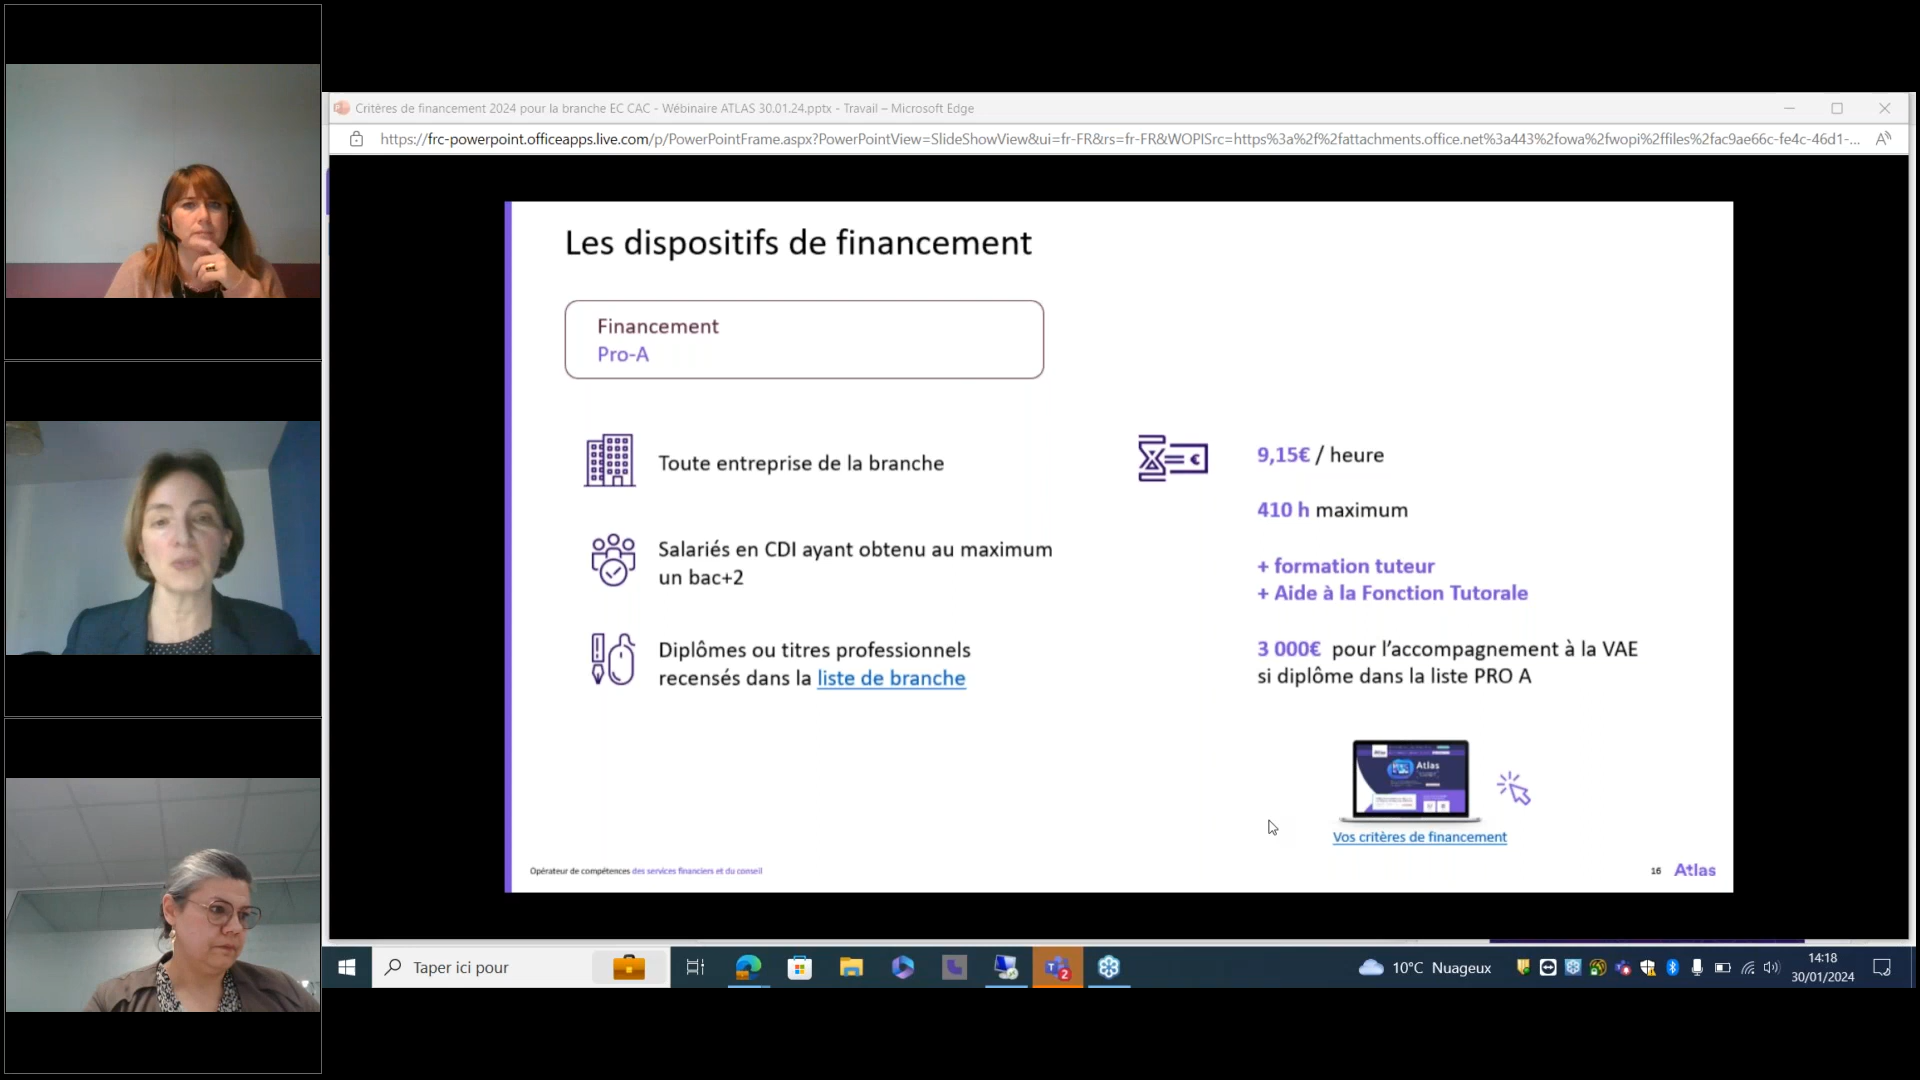 Critères de financement 2024 pour la branche EC CAC - Wébinaire ATLAS 30.01.24.pptx - Travail – Microsoft Edge
https://frc-powerpoint.officeapps.live.com/p/PowerPointFrame.aspx?PowerPointView=SlideShowView&ui=fr-FR&rs=fr-FR&WOPISrc=https%3a%2f%2fattachments.office.net%3a443%2fowa%2fwopi%2ffiles%2fac9ae66c-fe4c-46d1-...
Les dispositifs de financement
Financement
Pro-A
Toute entreprise de la branche
Salariés en CDI ayant obtenu au maximum
un bac+2
Diplômes ou titres professionnels
recensés dans la liste de branche
9,15€ / heure
410 h maximum
+ formation tuteur
+ Aide à la Fonction Tutorale
3 000€ pour l’accompagnement à la VAE
si diplôme dans la liste PRO A
Atlas
Vos critères de financement
Opérateur de compétences des services financiers et du conseil
16 Atlas
Taper ici pour
2
10°C Nuageux
14:18
30/01/2024